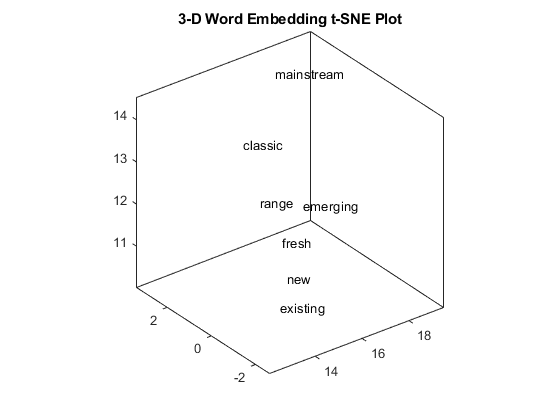 3-D Word Embedding t-SNE Plot
mainstream
14
classic
13
12
range
emerging
11
fresh
new
existing
2
0
-2
14
16
18